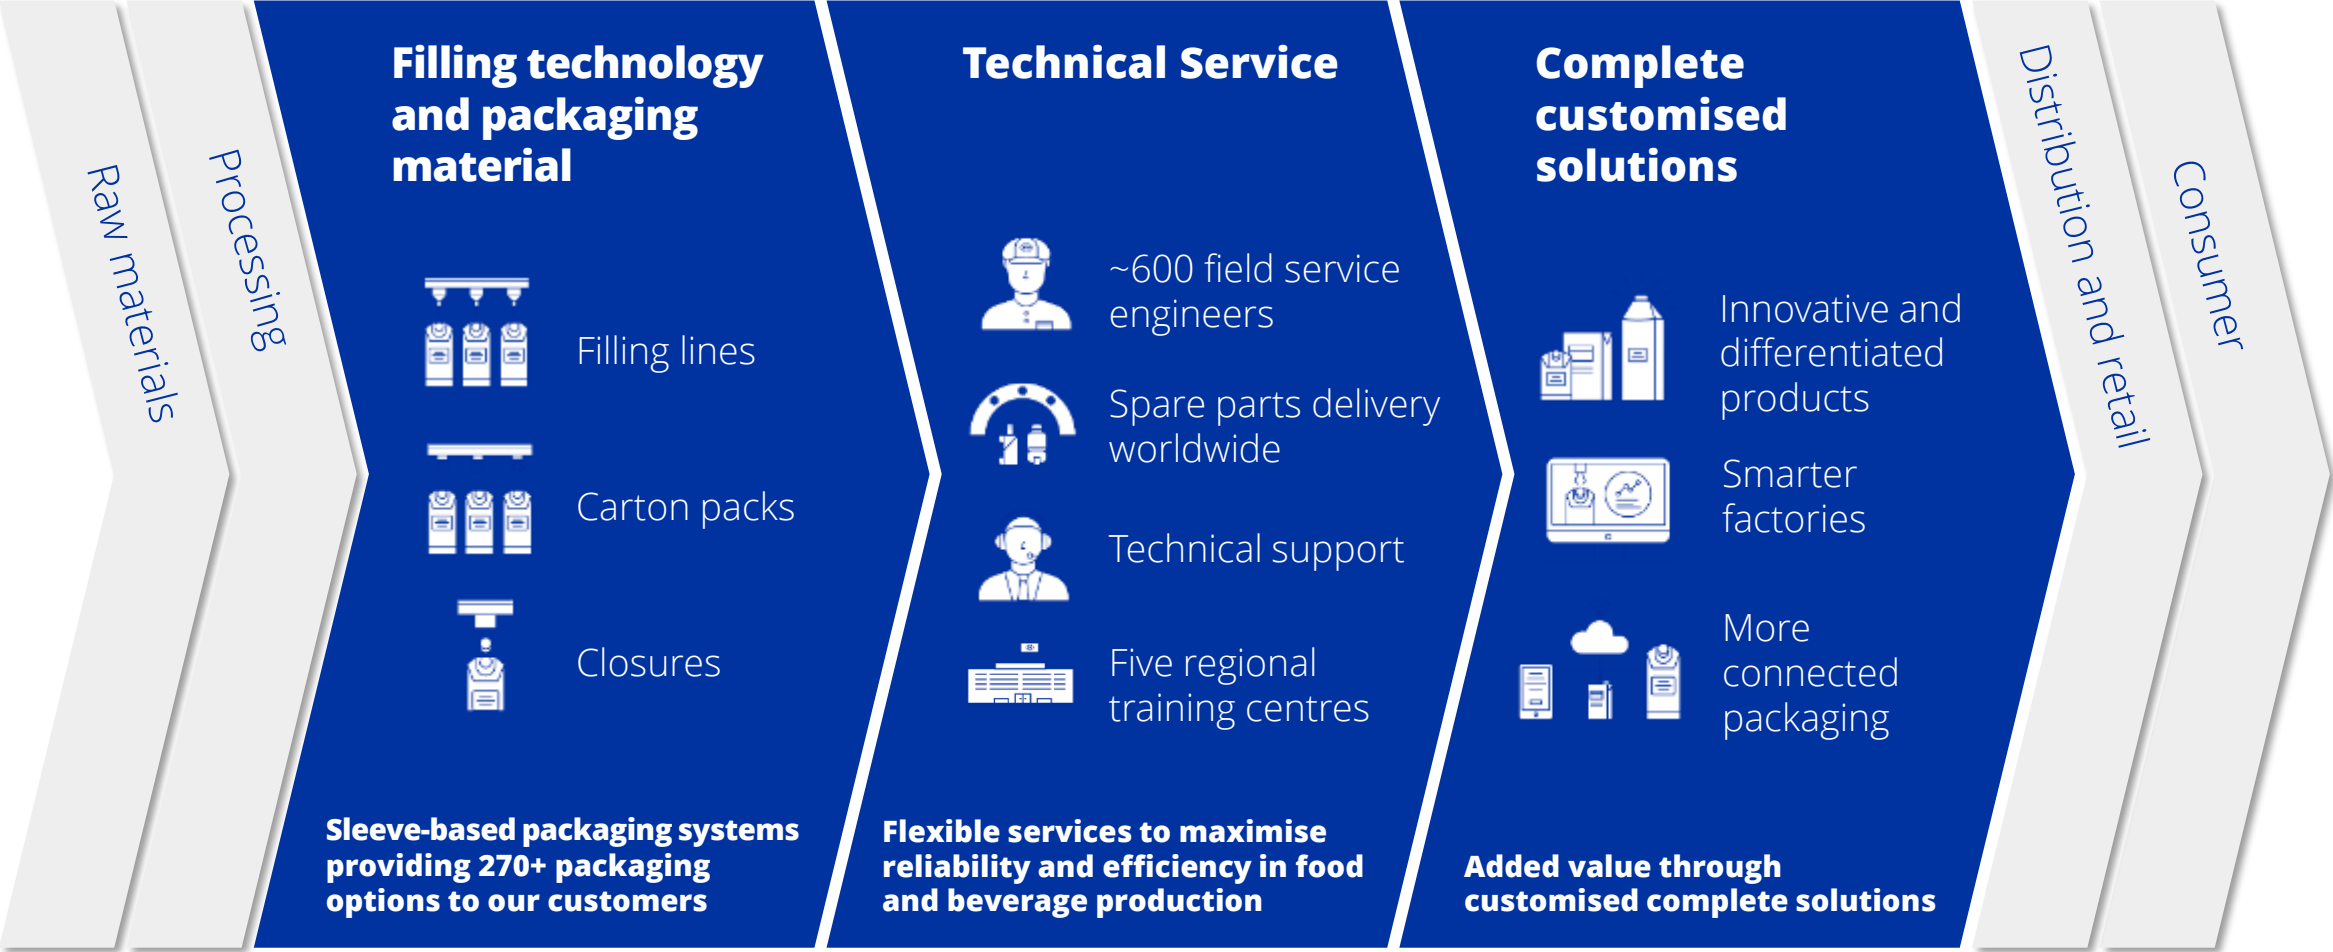 Raw materials
Processing
Filling technology
and packaging
material
Filling lines
Carton packs
Closures
Sleeve-based packaging systems
providing 270+ packaging
options to our customers
Technical Service
~600 field service
engineers
Spare parts delivery
worldwide
Technical support
Five regional
training centres
Flexible services to maximise
reliability and efficiency in food
and beverage production
Complete
customised
solutions
Innovative and
differentiated
products
Smarter
factories
More
connected
packaging
Added value through
customised complete solutions
Distribution and retail
Consumer